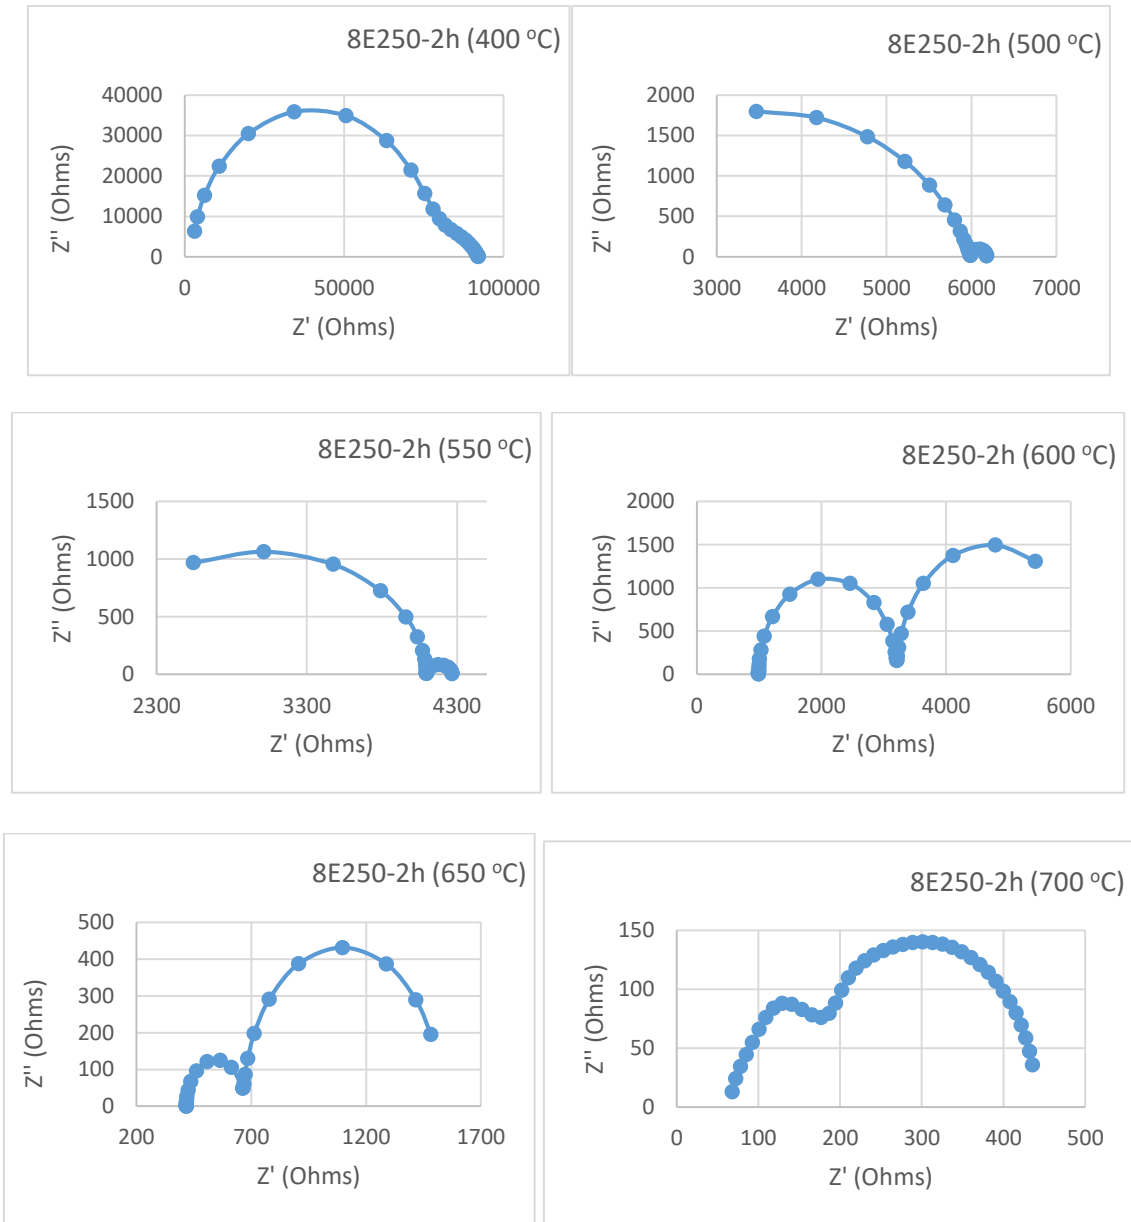 8E250-2h (400 °C)
40000
30000
20000
10000
0
Z'' (Ohms)
0 50000 100000
Z' (Ohms)
8E250-2h (500 °C)
2000
1500
1000
500
0
Z'' (Ohms)
3000 4000 5000 6000 7000
Z' (Ohms)
8E250-2h (550 °C)
1500
1000
500
0
Z'' (Ohms)
2300 3300 4300
Z' (Ohms)
8E250-2h (600 °C)
2000
1500
1000
500
0
Z'' (Ohms)
0 2000 4000 6000
Z' (Ohms)
8E250-2h (650 °C)
500
400
300
200
100
0
Z'' (Ohms)
200 700 1200 1700
Z' (Ohms)
8E250-2h (700 °C)
150
100
50
0
Z'' (Ohms)
0 100 200 300 400 500
Z' (Ohms)